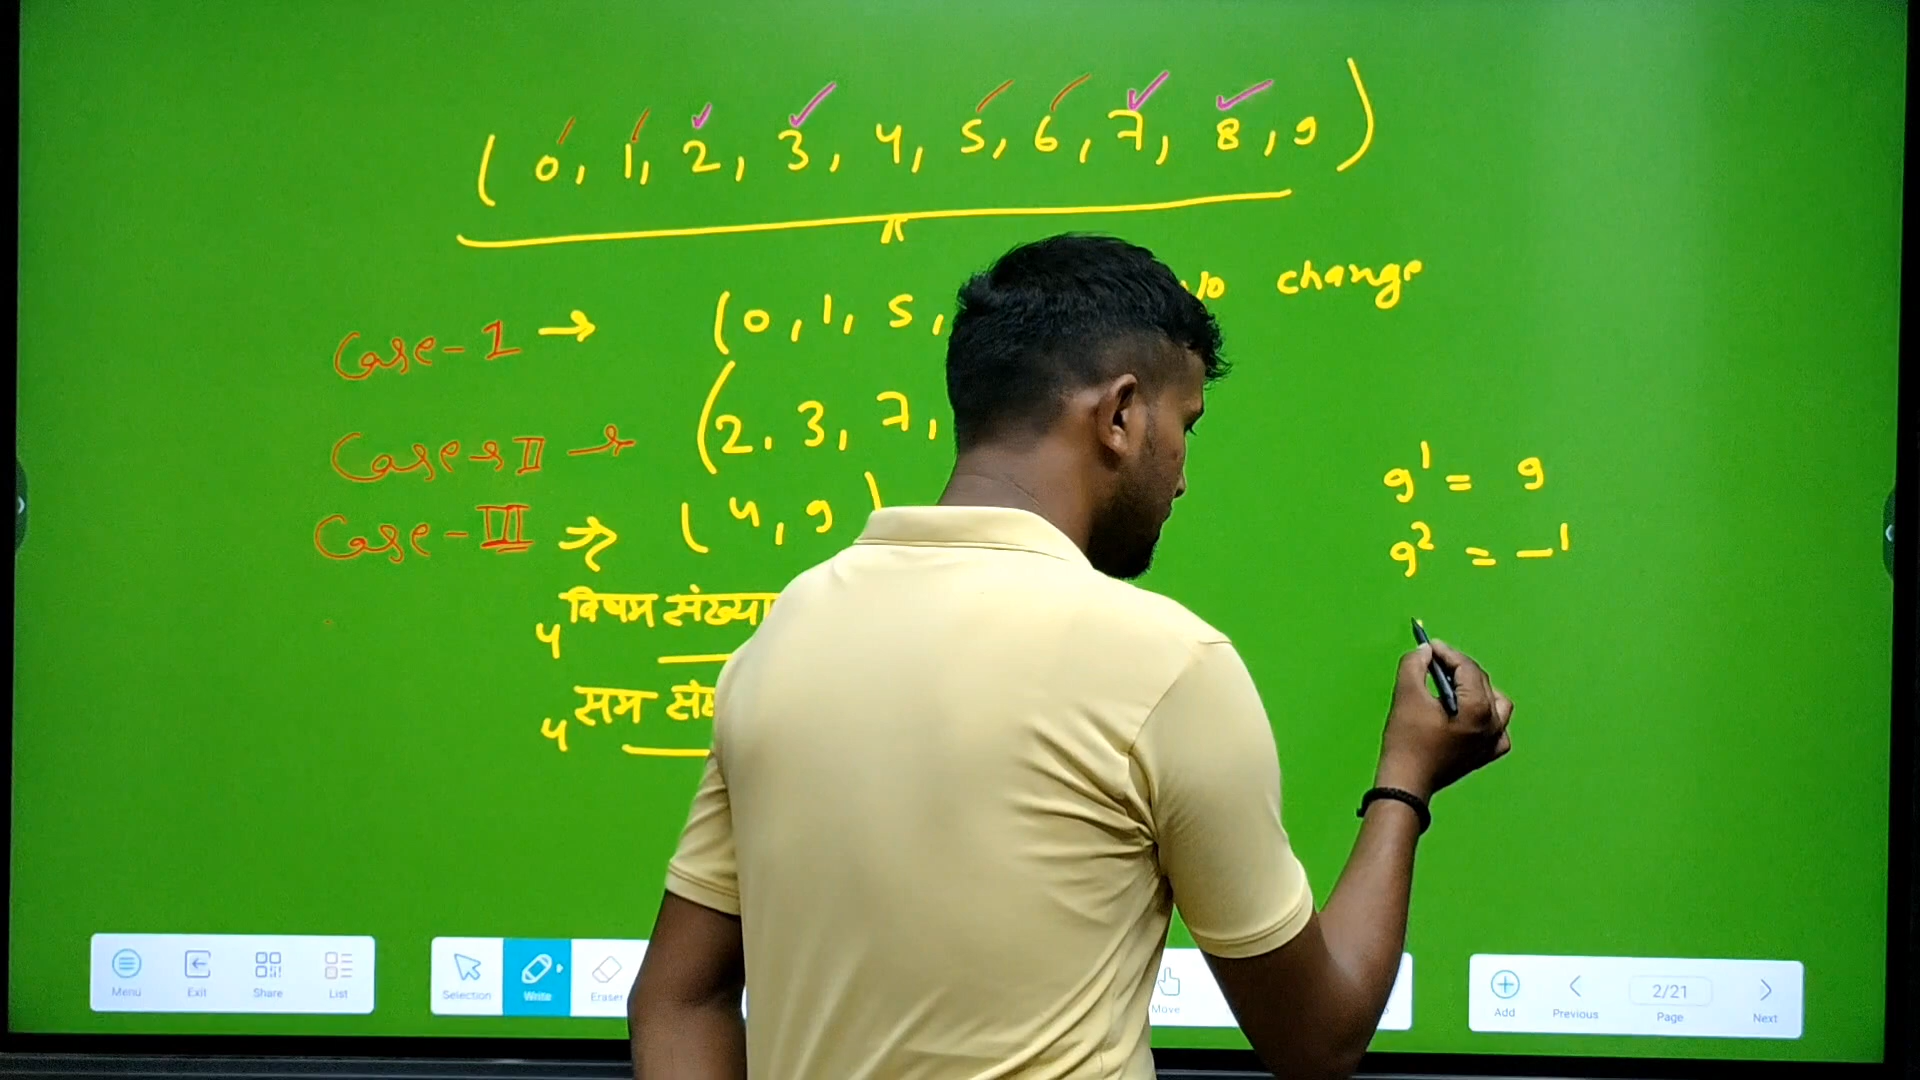 (0, 1, 2, 3, 4, 5, 6, 7, 8, 9)
Case-I → (0, 1, 5, No change
Case-II → (2, 3, 7,
Case-III → (4, 9)
4 विषम संख्या
4 सम
9¹ = 9
9² = –1
Menu Exit Share List
Selection Write Eraser Move
Add Previous 2/21 Page Next